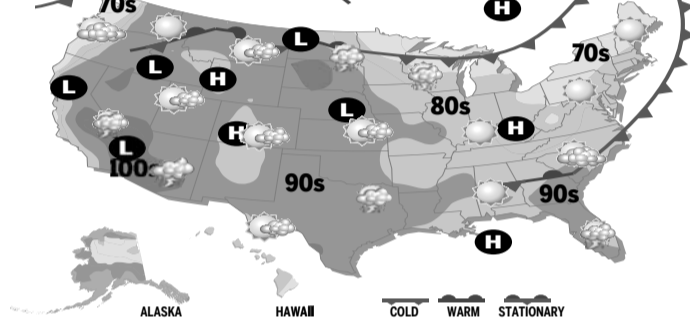 70s
H
L
70s
L
H
L
80s
L
H
H
L
100s
90s
90s
H
ALASKA
HAWAII
COLD
WARM
STATIONARY